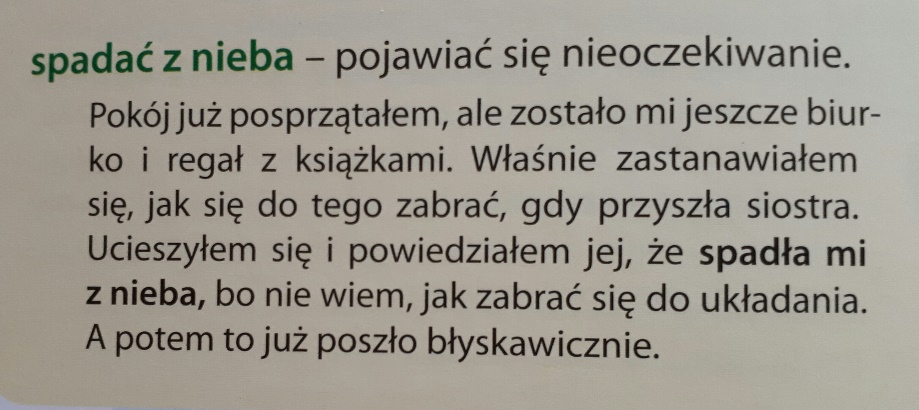 spadać z nieba – pojawiać się nieoczekiwanie.
Pokój już posprzątałem, ale zostało mi jeszcze biur-
ko i regał z książkami. Właśnie zastanawiałem
się, jak się do tego zabrać, gdy przyszła siostra.
Ucieszyłem się i powiedziałem jej, że spadła mi
z nieba, bo nie wiem, jak zabrać się do układania.
A potem to już poszło błyskawicznie.